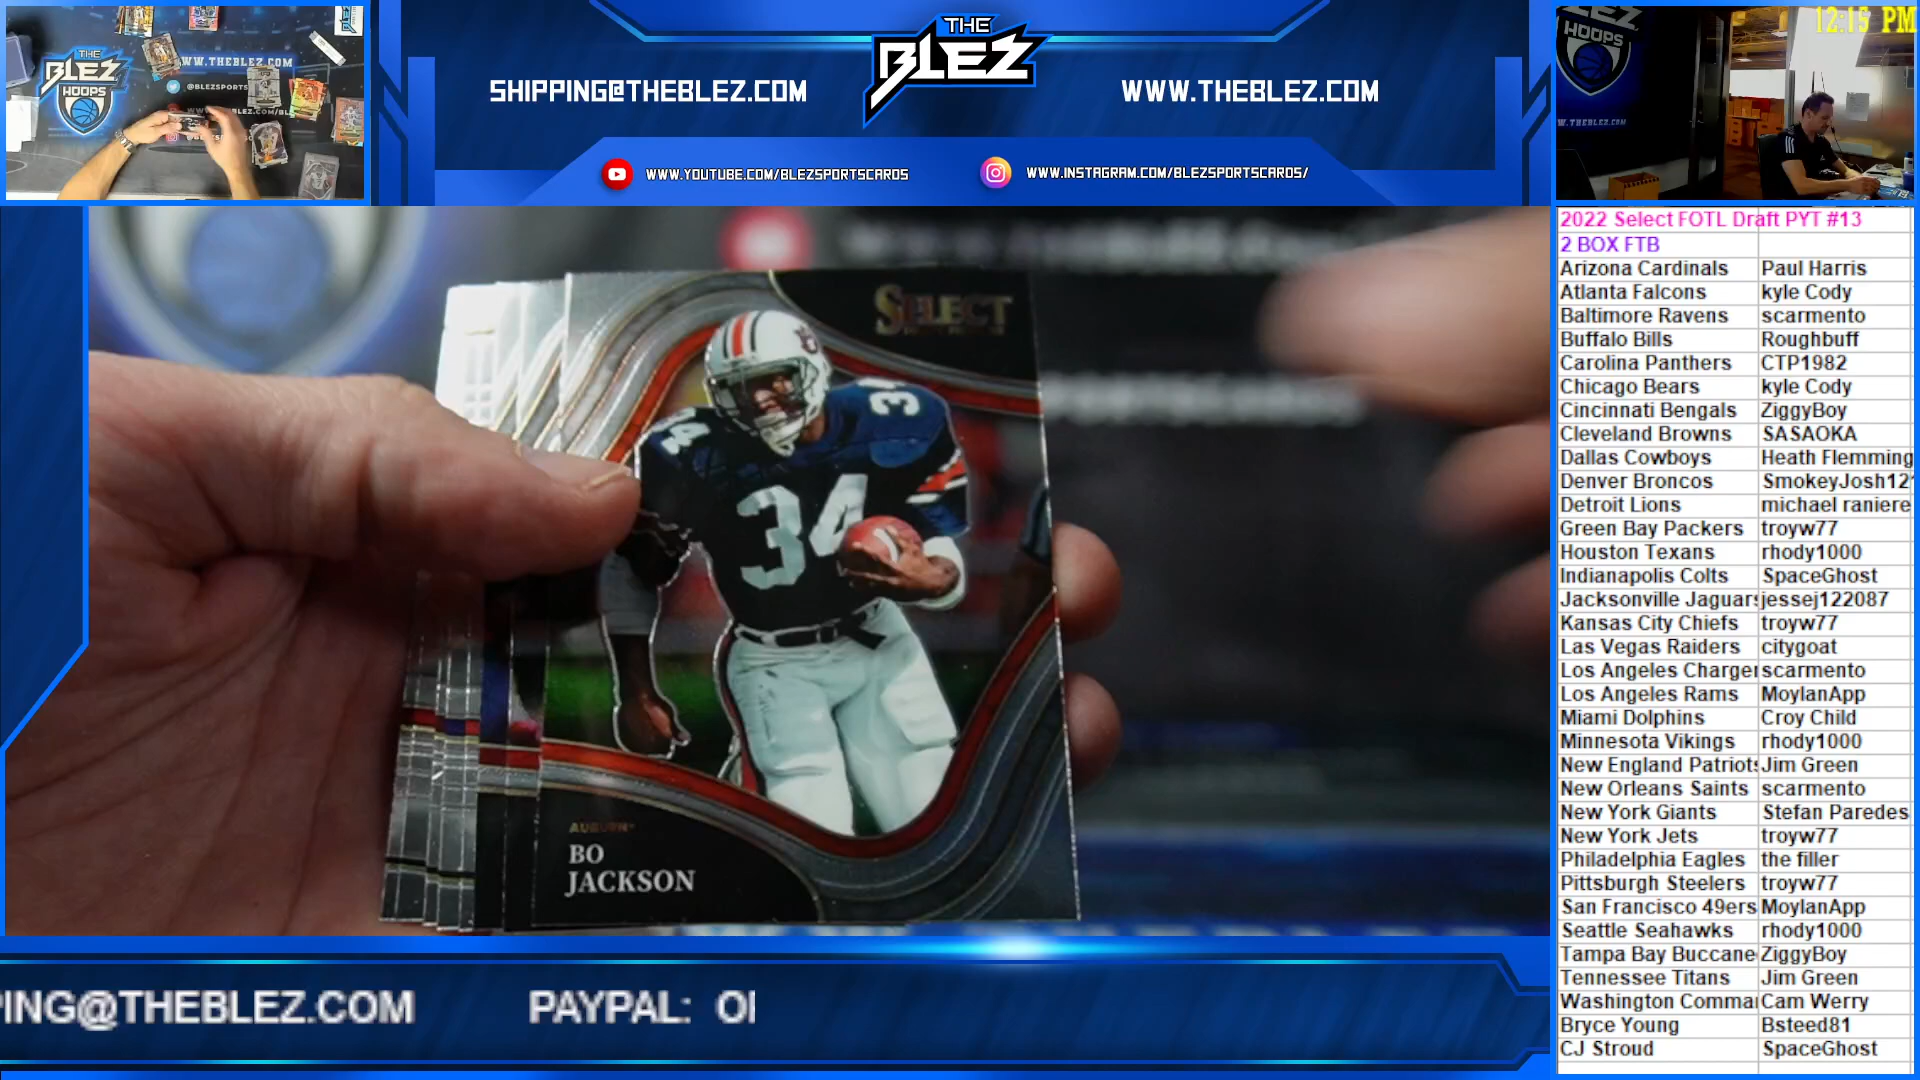 THE
BLEZ
HOOPS
WWW.THEBLEZ.COM
THE
BLEZ
SHIPPING@THEBLEZ.COM
WWW.THEBLEZ.COM
WWW.YOUTUBE.COM/BLEZSPORTSCARDS
WWW.INSTAGRAM.COM/BLEZSPORTSCARDS/
HOOPS
12:15 PM
SELECT
34
34
34
AUBURN
BO
JACKSON
2022 Select FOTL Draft PYT #13
2 BOX FTB
Arizona Cardinals Paul Harris
Atlanta Falcons kyle Cody
Baltimore Ravens scarmento
Buffalo Bills Roughbuff
Carolina Panthers CTP1982
Chicago Bears kyle Cody
Cincinnati Bengals ZiggyBoy
Cleveland Browns SASAOKA
Dallas Cowboys Heath Flemming
Denver Broncos SmokeyJosh12
Detroit Lions michael raniere
Green Bay Packers troyw77
Houston Texans rhody1000
Indianapolis Colts SpaceGhost
Jacksonville Jaguars jessej122087
Kansas City Chiefs troyw77
Las Vegas Raiders citygoat
Los Angeles Charger scarmento
Los Angeles Rams MoylanApp
Miami Dolphins Croy Child
Minnesota Vikings rhody1000
New England Patriots Jim Green
New Orleans Saints scarmento
New York Giants Stefan Paredes
New York Jets troyw77
Philadelphia Eagles the filler
Pittsburgh Steelers troyw77
San Francisco 49ers MoylanApp
Seattle Seahawks rhody1000
Tampa Bay Buccane ZiggyBoy
Tennessee Titans Jim Green
Washington Comma Cam Werry
Bryce Young Bsteed81
CJ Stroud SpaceGhost
PING@THEBLEZ.COM PAYPAL: